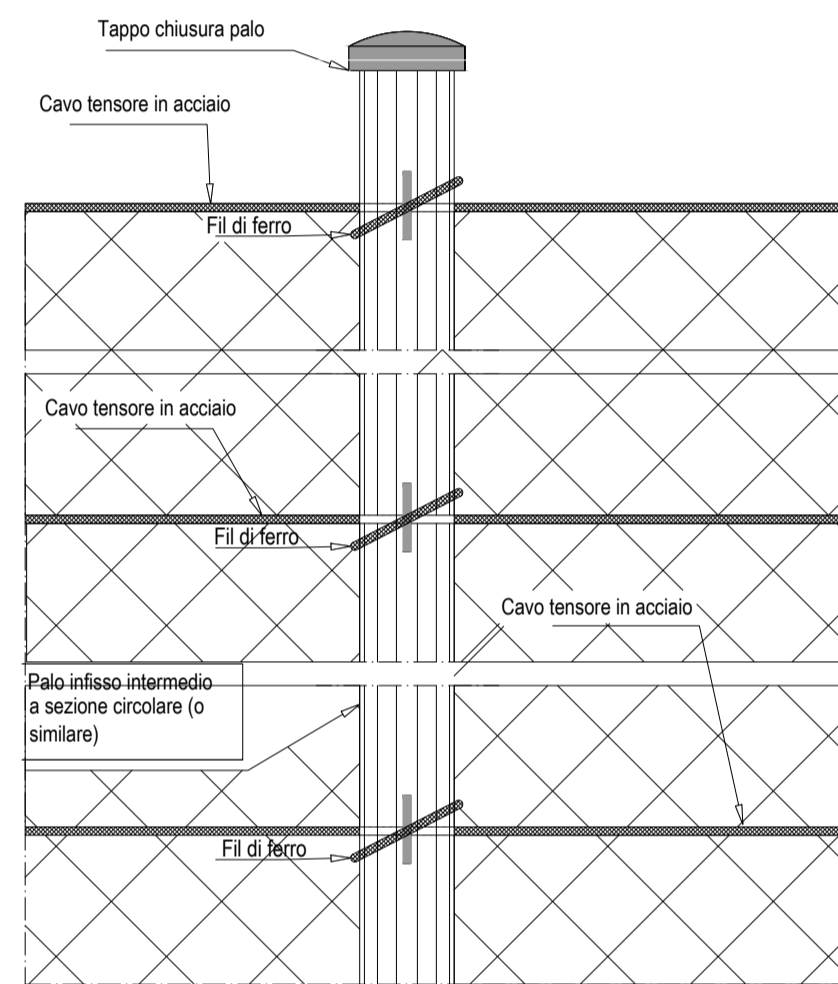 Tappo chiusura palo
Cavo tensore in acciaio
Fil di ferro
Cavo tensore in acciaio
Fil di ferro
Cavo tensore in acciaio
Palo infisso intermedio
a sezione circolare (o
similare)
Fil di ferro